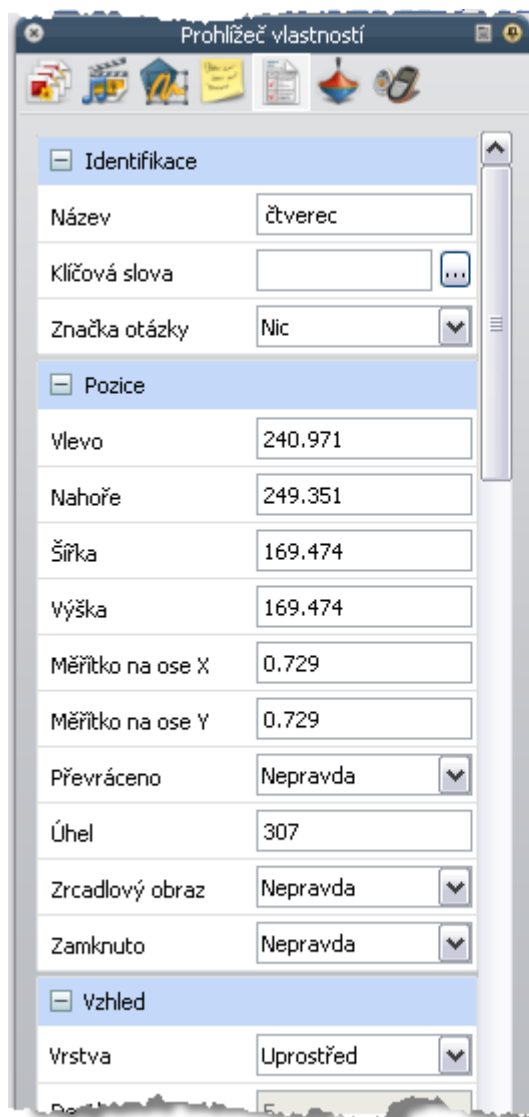 Prohlížeč vlastností
Identifikace
Název čtverec
Klíčová slova ...
Značka otázky Nic
Pozice
Vlevo 240.971
Nahoře 249.351
Šířka 169.474
Výška 169.474
Měřítko na ose X 0.729
Měřítko na ose Y 0.729
Převráceno Nepravda
Úhel 307
Zrcadlový obraz Nepravda
Zamknuto Nepravda
Vzhled
Vrstva Uprostřed